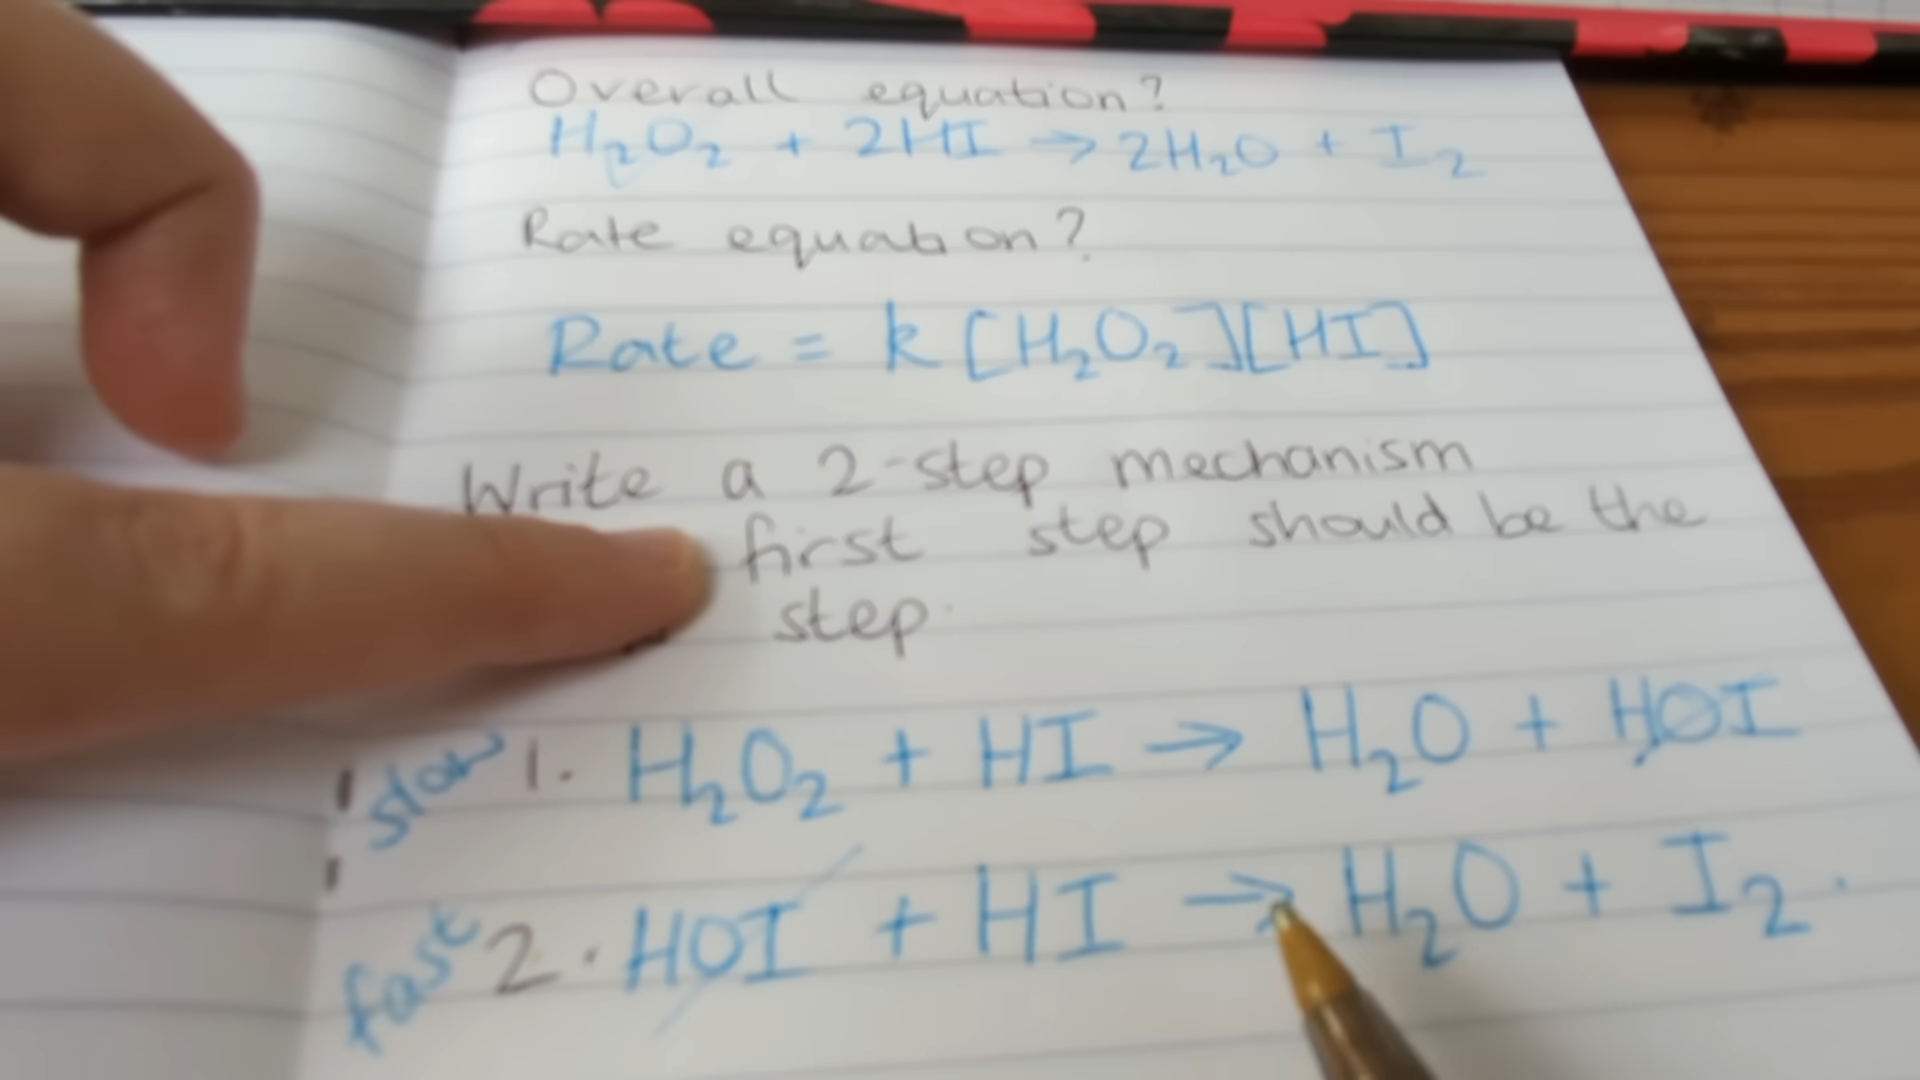 Overall equation?
H₂O₂ + 2HI → 2H₂O + I₂
Rate equation?
Rate = k [H₂O₂][HI]
Write a 2-step mechanism
first step should be the
step.
slow 1. H₂O₂ + HI → H₂O + HOI
fast 2. HOI + HI → H₂O + I₂.